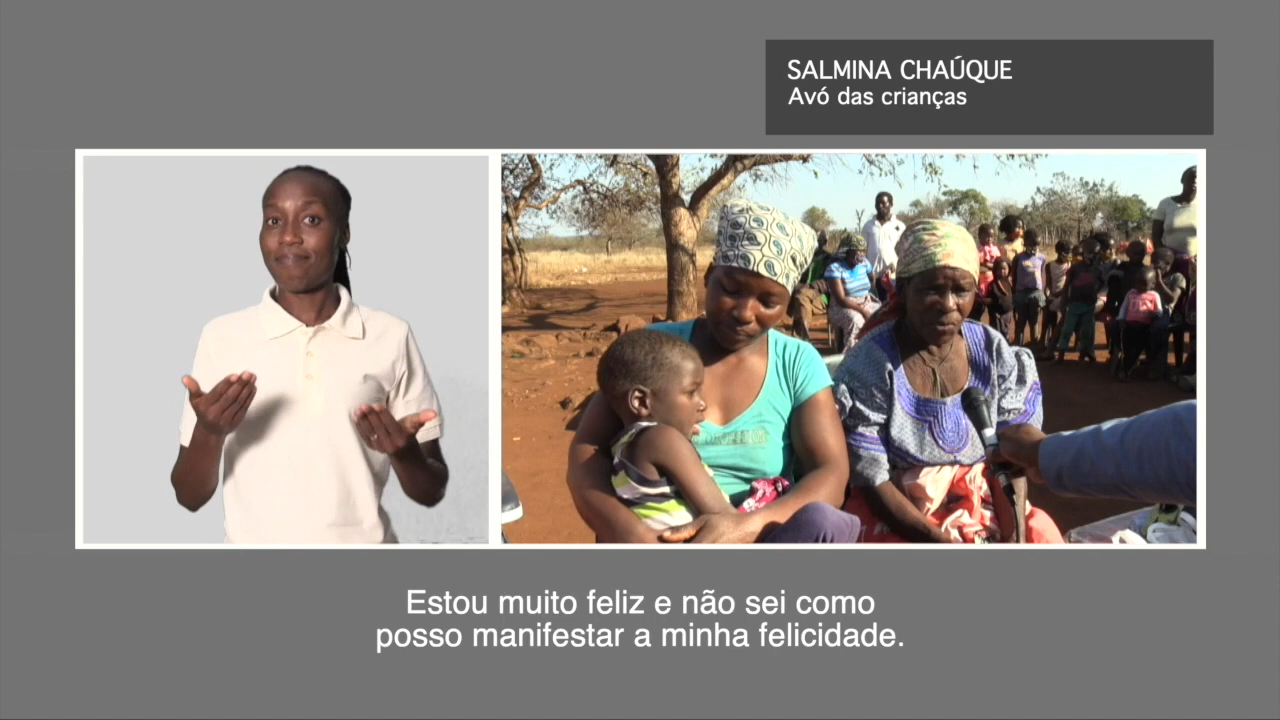 SALMINA CHAÚQUE
Avó das crianças
Estou muito feliz e não sei como
posso manifestar a minha felicidade.